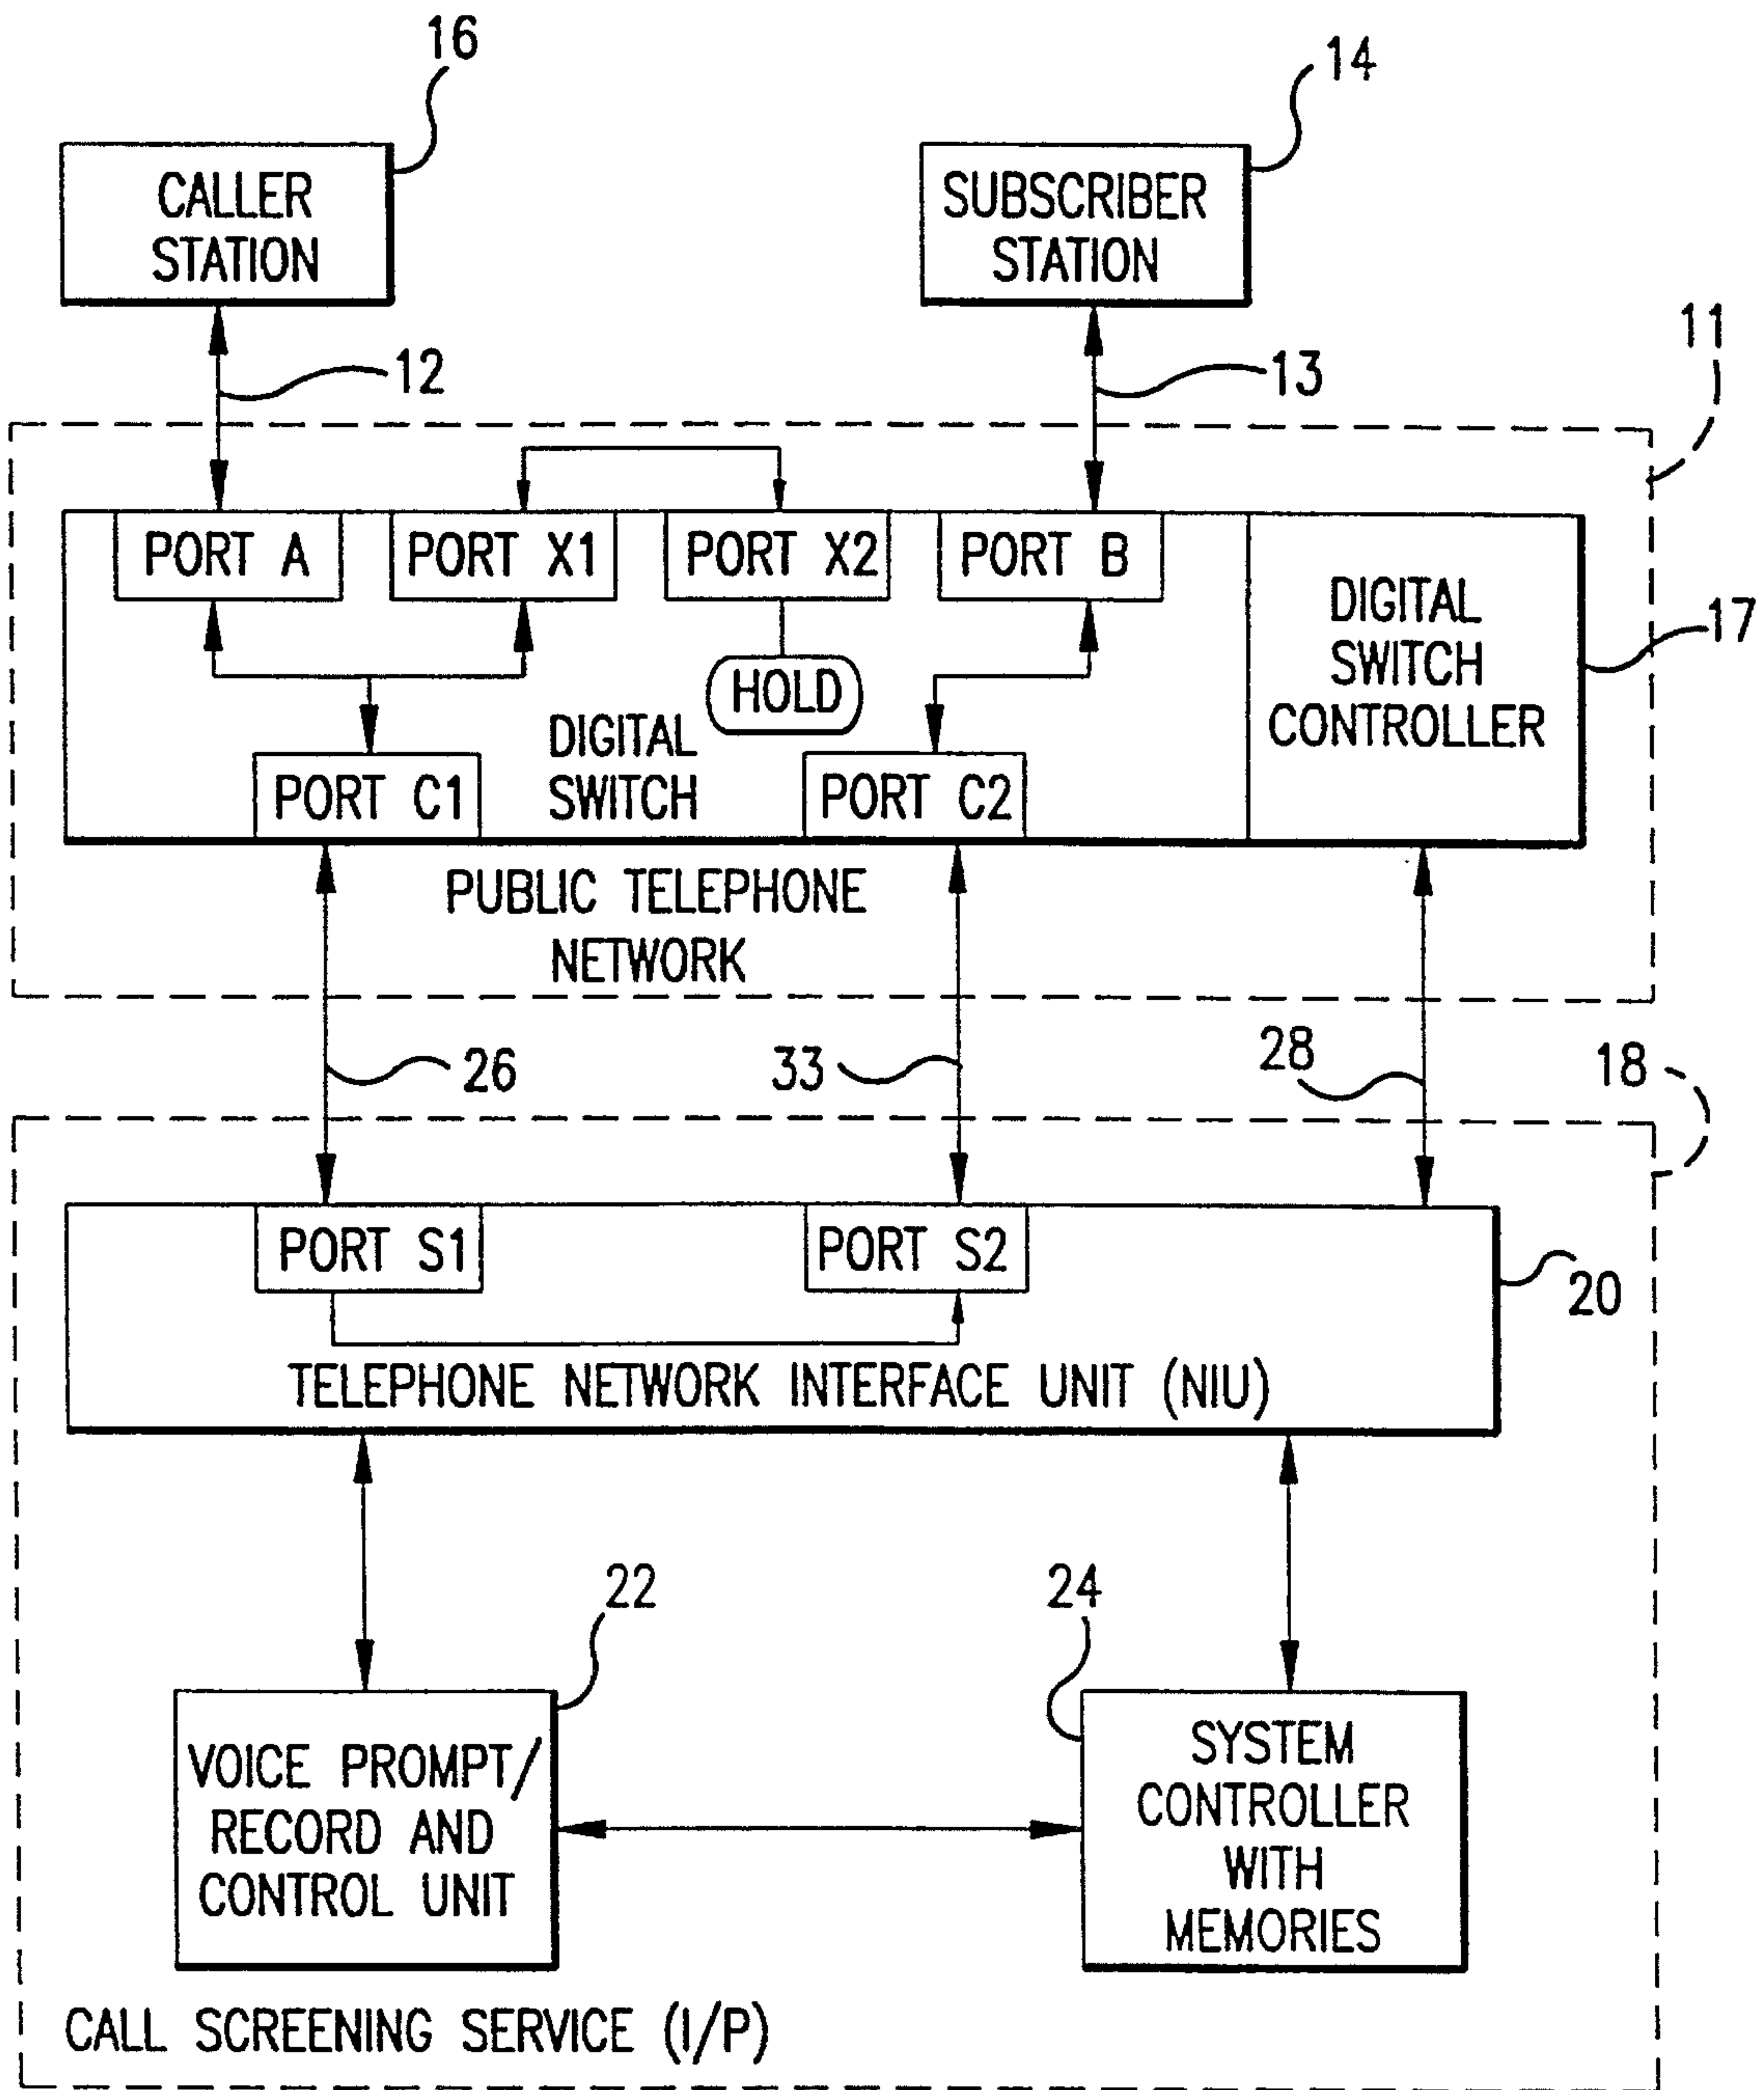 16
14
CALLER
STATION
SUBSCRIBER
STATION
11
12
13
PORT A
PORT X1
PORT X2
PORT B
DIGITAL
SWITCH
CONTROLLER
17
HOLD
DIGITAL
SWITCH
PORT C1
PORT C2
PUBLIC TELEPHONE
NETWORK
26
33
28
18
PORT S1
PORT S2
20
TELEPHONE NETWORK INTERFACE UNIT (NIU)
22
24
VOICE PROMPT/
RECORD AND
CONTROL UNIT
SYSTEM
CONTROLLER
WITH
MEMORIES
CALL SCREENING SERVICE (I/P)